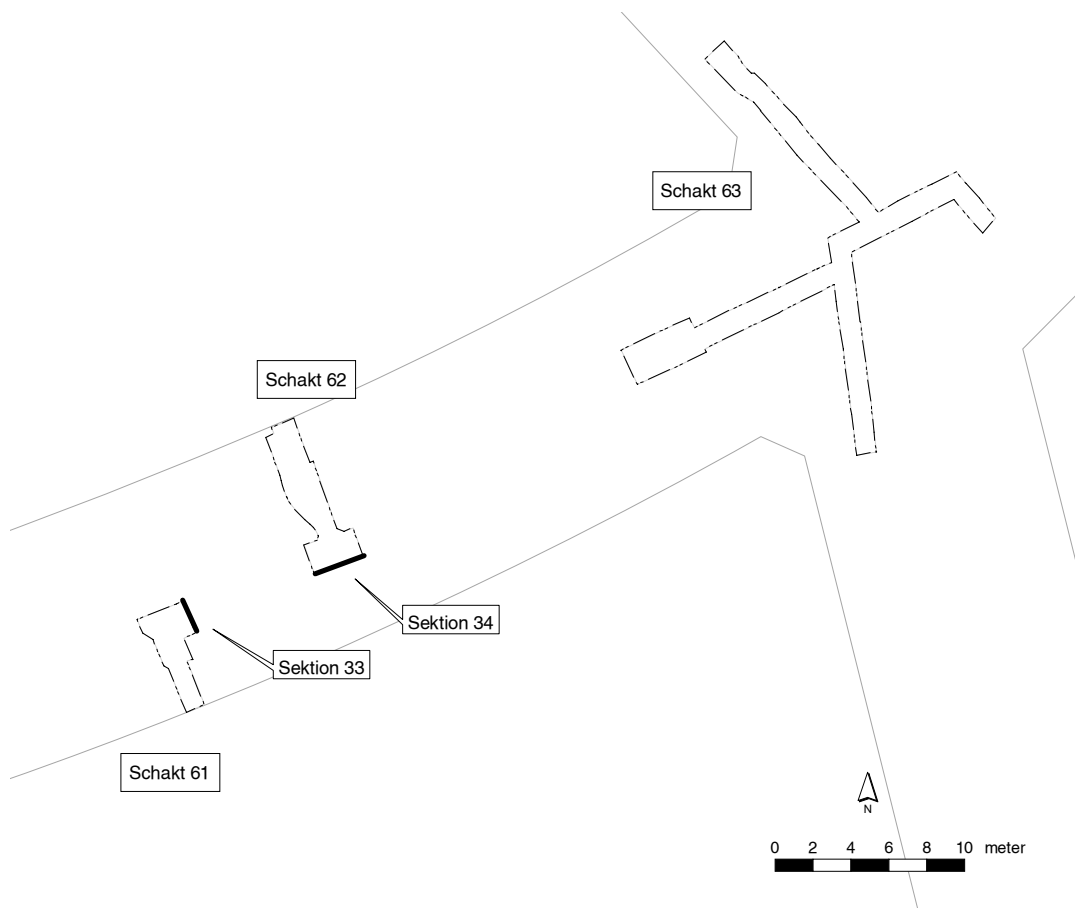 Schakt 63
Schakt 62
Sektion 34
Sektion 33
Schakt 61
N
0 2 4 6 8 10 meter